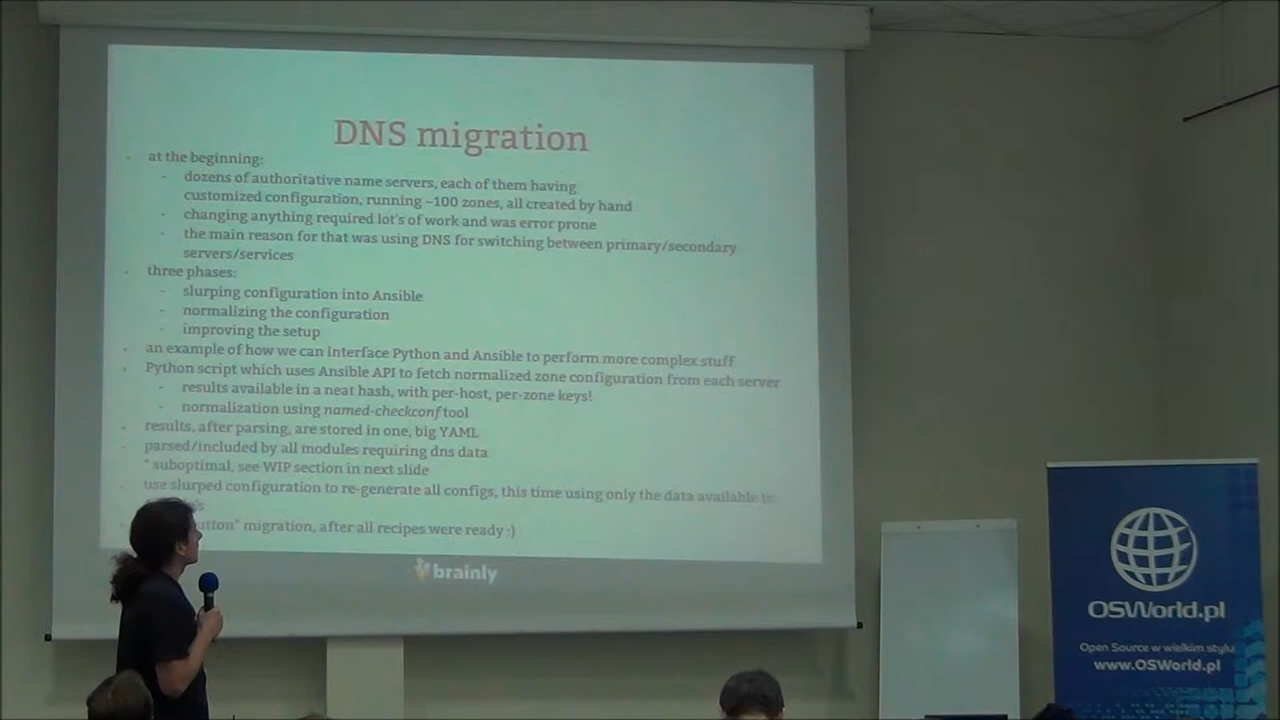 DNS migration
at the beginning:
- dozens of authoritative name servers, each of them having
customized configuration, running ~100 zones, all created by hand
- changing anything required lot's of work and was error prone
- the main reason for that was using DNS for switching between primary/secondary
servers/services
three phases:
- slurping configuration into Ansible
- normalizing the configuration
- improving the setup
an example of how we can interface Python and Ansible to perform more complex stuff
Python script which uses Ansible API to fetch normalized zone configuration from each server
- results available in a neat hash, with per-host, per-zone keys!
- normalization using named-checkconf tool
results, after parsing, are stored in one, big YAML
parsed/included by all modules requiring dns data
* suboptimal, see WIP section in next slide
use slurped configuration to re-generate all configs, this time using only the data available to
migration, after all recipes were ready :)
brainly
OSWorld.pl
Open Source w wielkim stylu
www.OSWorld.pl